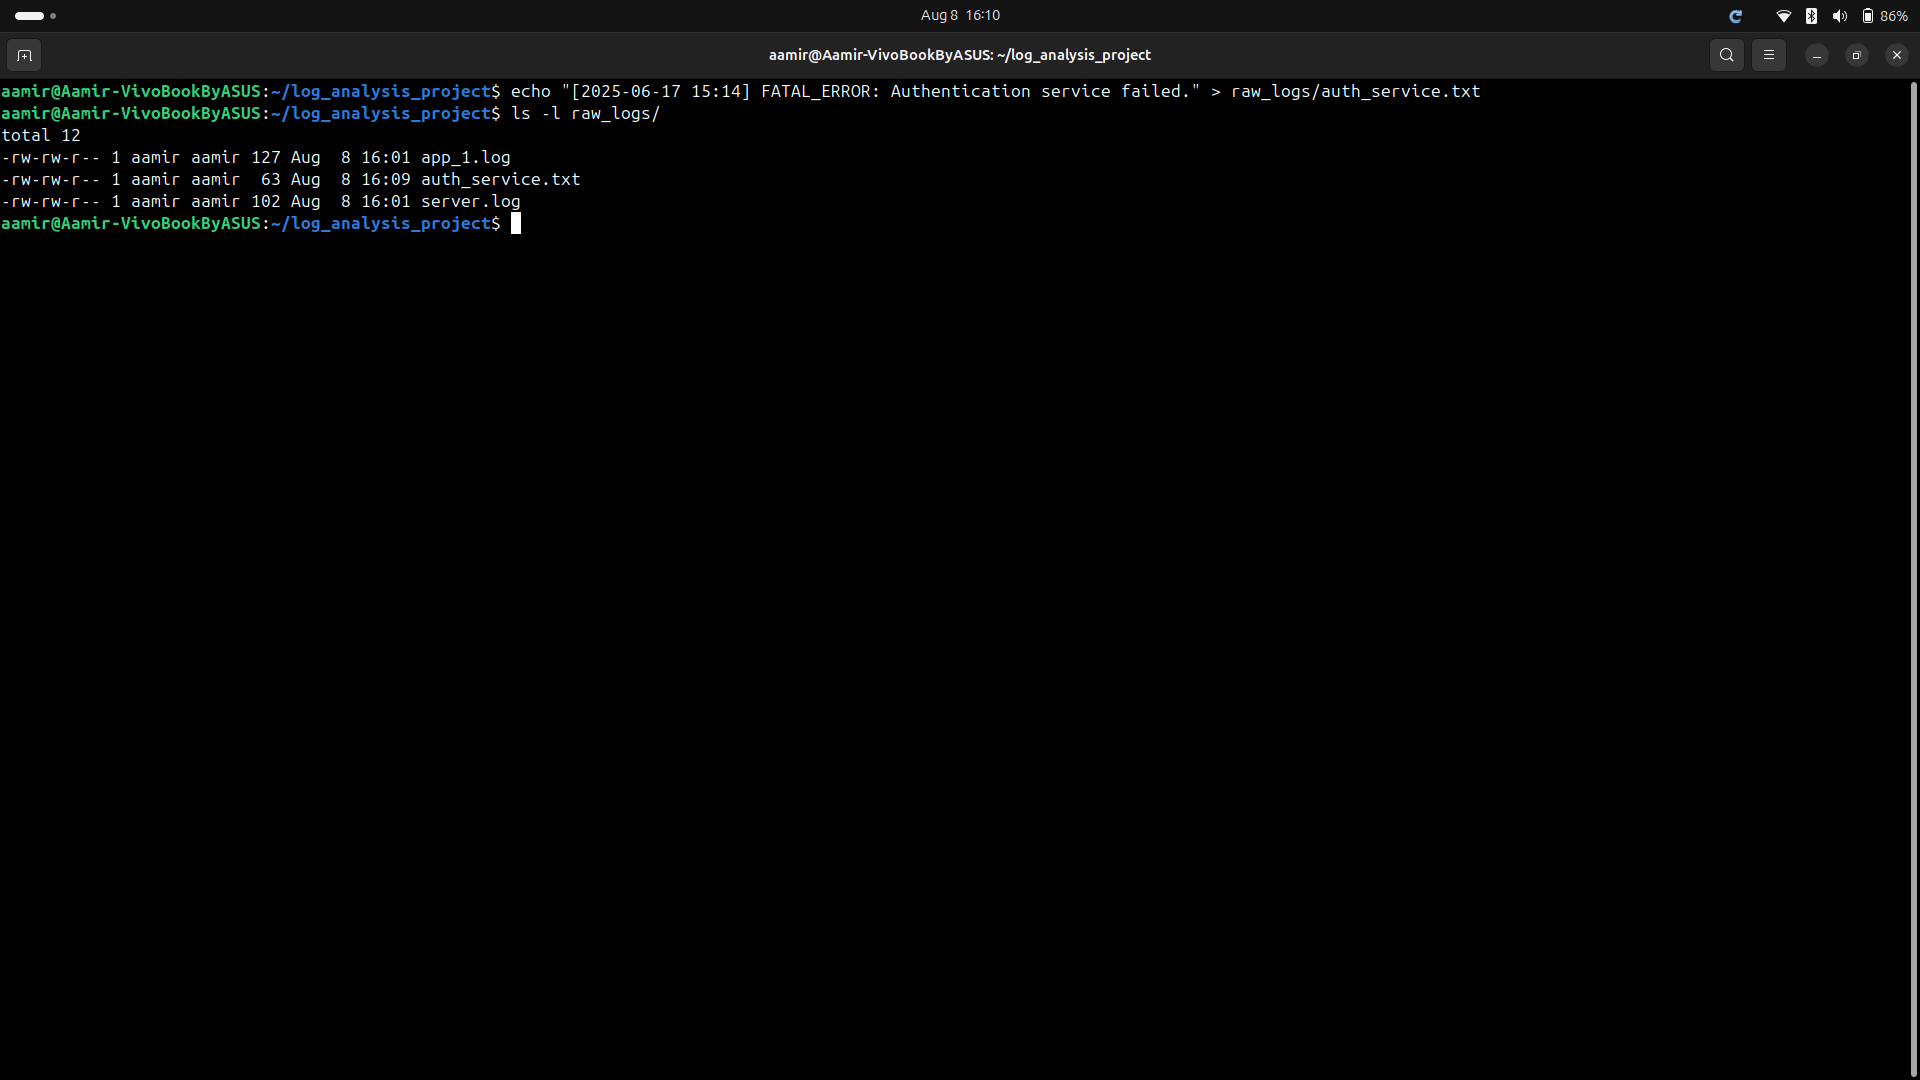 Aug 8 16:10
86%
aamir@Aamir-VivoBookByASUS: ~/log_analysis_project
aamir@Aamir-VivoBookByASUS:~/log_analysis_project$ echo "[2025-06-17 15:14] FATAL_ERROR: Authentication service failed." > raw_logs/auth_service.txt
aamir@Aamir-VivoBookByASUS:~/log_analysis_project$ ls -l raw_logs/
total 12
-rw-rw-r-- 1 aamir aamir 127 Aug  8 16:01 app_1.log
-rw-rw-r-- 1 aamir aamir  63 Aug  8 16:09 auth_service.txt
-rw-rw-r-- 1 aamir aamir 102 Aug  8 16:01 server.log
aamir@Aamir-VivoBookByASUS:~/log_analysis_project$